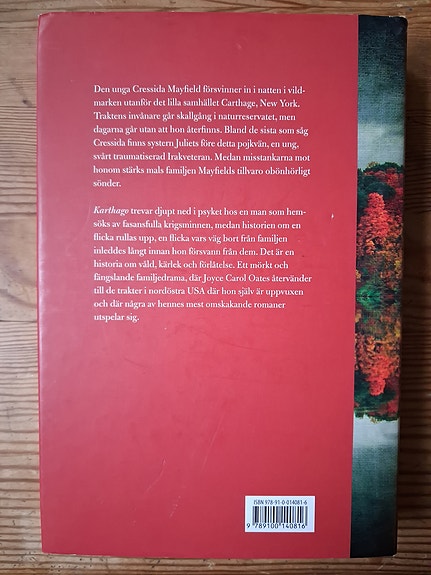 Den unga Cressida Mayfield försvinner in i natten i vild-
marken utanför det lilla samhället Carthage, New York.
Traktens invånare går skallgång i naturreservatet, men
dagarna går utan att hon återfinns. Bland de sista som såg
Cressida finns systern Juliets före detta pojkvän, en ung,
svårt traumatiserad Irakveteran. Medan misstankarna mot
honom stärks mals familjen Mayfields tillvaro obönhörligt
sönder.
Karthago trevar djupt ned i psyket hos en man som hem-
söks av fasansfulla krigsminnen, medan historien om en
flicka rullas upp, en flicka vars väg bort från familjen
inleddes långt innan hon försvann från dem. Det är en
historia om våld, kärlek och förlåtelse. Ett mörkt och
fängslande familjedrama, där Joyce Carol Oates återvänder
till de trakter i nordöstra USA där hon själv är uppvuxen
och där några av hennes mest omskakande romaner
utspelar sig.
ISBN 978-91-0-014081-6
9 789100 140816